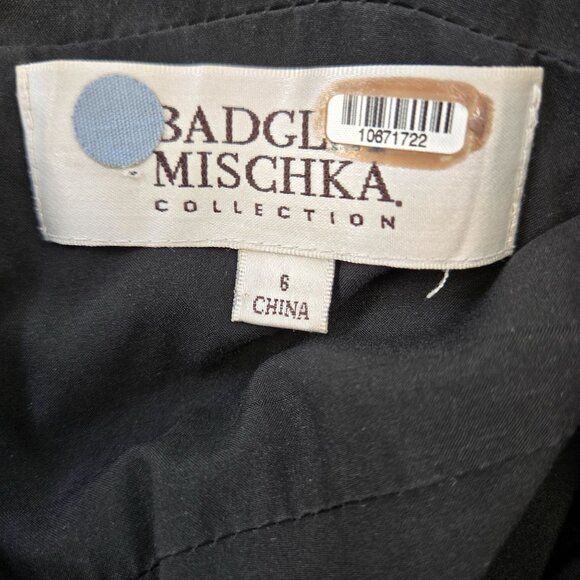 BADGL
MISCHKA.
COLLECTION
10671722
6
CHINA